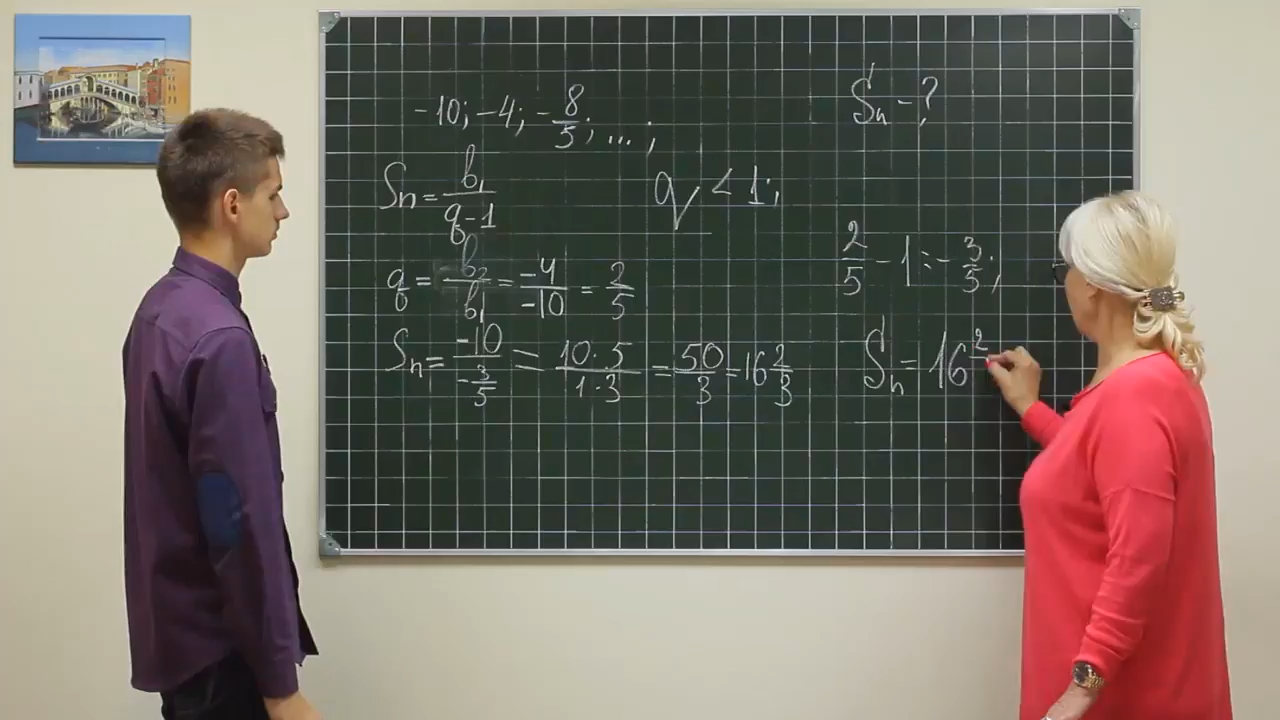 -10; -4; -8/5; ...;
S_n - ?
S_n = b_1/(q-1)
q < 1;
q = b_2/b_1 = -4/-10 = 2/5
2/5 - 1 = -3/5;
S_n = -10/(-3/5) = 10·5/1·3 = 50/3 = 16 2/3
S_n = 16 2